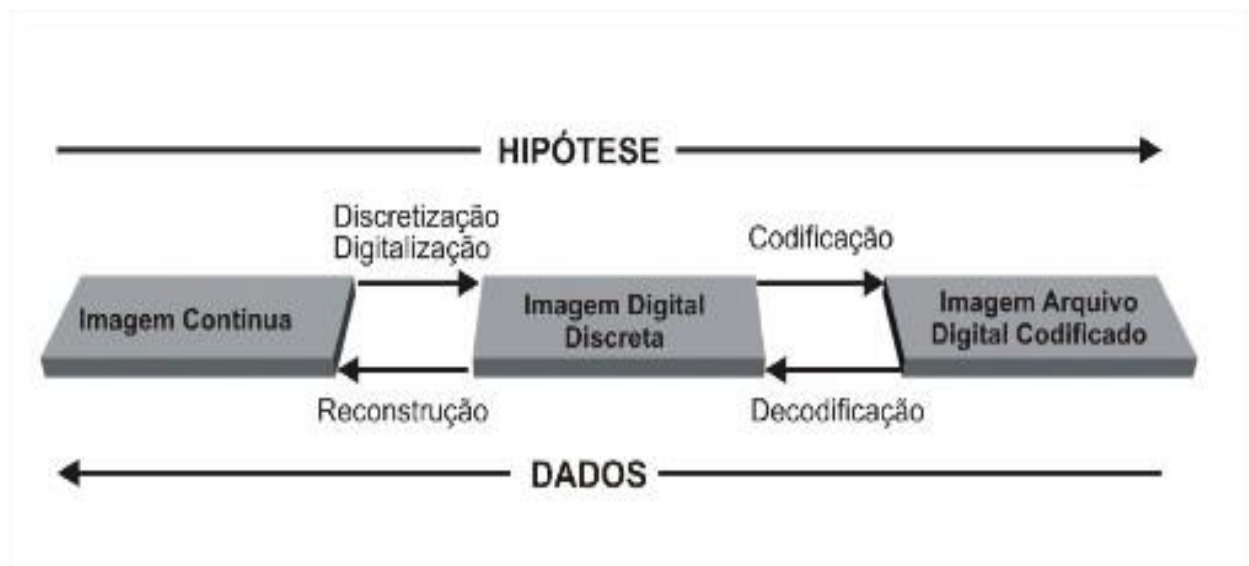 HIPÓTESE
Discretização
Digitalização
Codificação
Imagem Continua
Imagem Digital
Discreta
Imagem Arquivo
Digital Codificado
Reconstrução
Decodificação
DADOS